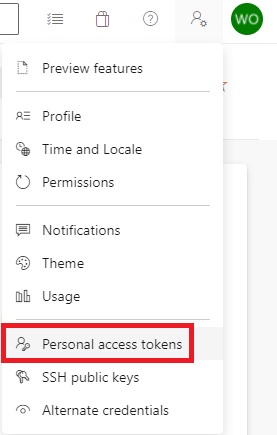 WO
Preview features
Profile
Time and Locale
Permissions
Notifications
Theme
Usage
Personal access tokens
SSH public keys
Alternate credentials